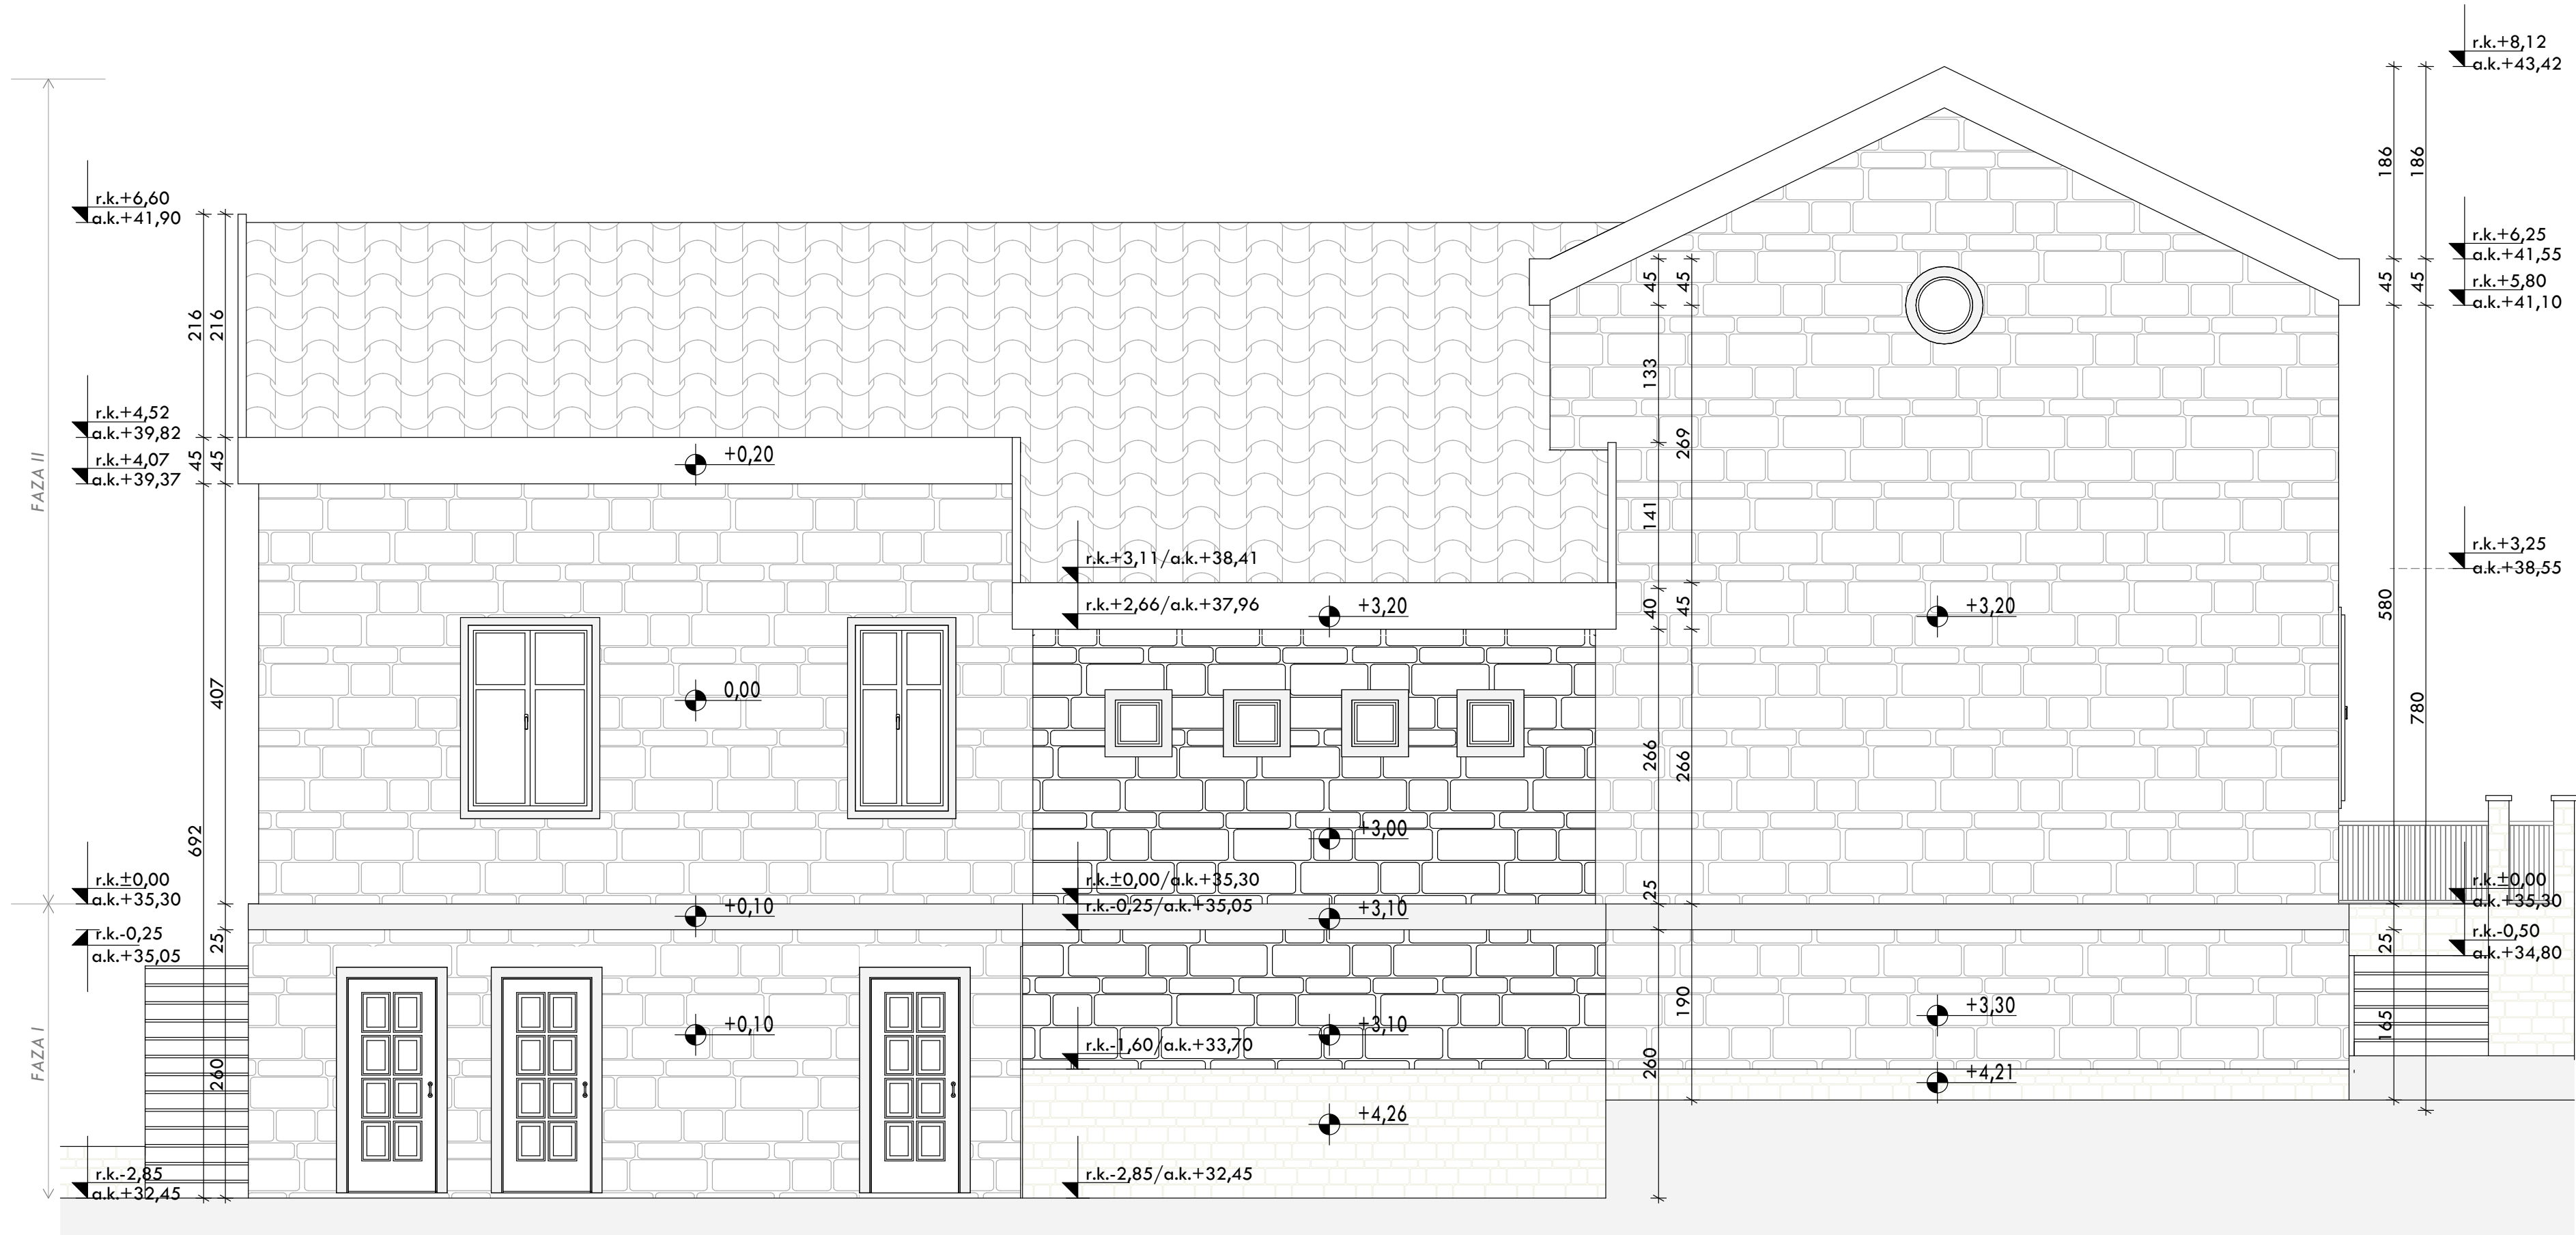 FAZA II
FAZA I
r.k.+6,60
a.k.+41,90
r.k.+4,52
a.k.+39,82
r.k.+4,07
a.k.+39,37
r.k.±0,00
a.k.+35,30
r.k.-0,25
a.k.+35,05
r.k.-2,85
a.k.+32,45
216
216
45
45
407
692
25
260
+0,20
0,00
+0,10
+0,10
r.k.+3,11/a.k.+38,41
r.k.+2,66/a.k.+37,96
+3,20
+3,00
r.k.±0,00/a.k.+35,30
r.k.-0,25/a.k.+35,05
+3,10
+3,10
r.k.-1,60/a.k.+33,70
+4,26
r.k.-2,85/a.k.+32,45
45
45
133
269
141
40
45
266
266
25
190
260
+3,20
+3,30
+4,21
186
186
45
45
580
780
25
165
r.k.+8,12
a.k.+43,42
r.k.+6,25
a.k.+41,55
r.k.+5,80
a.k.+41,10
r.k.+3,25
a.k.+38,55
r.k.±0,00
a.k.+35,30
r.k.-0,50
a.k.+34,80